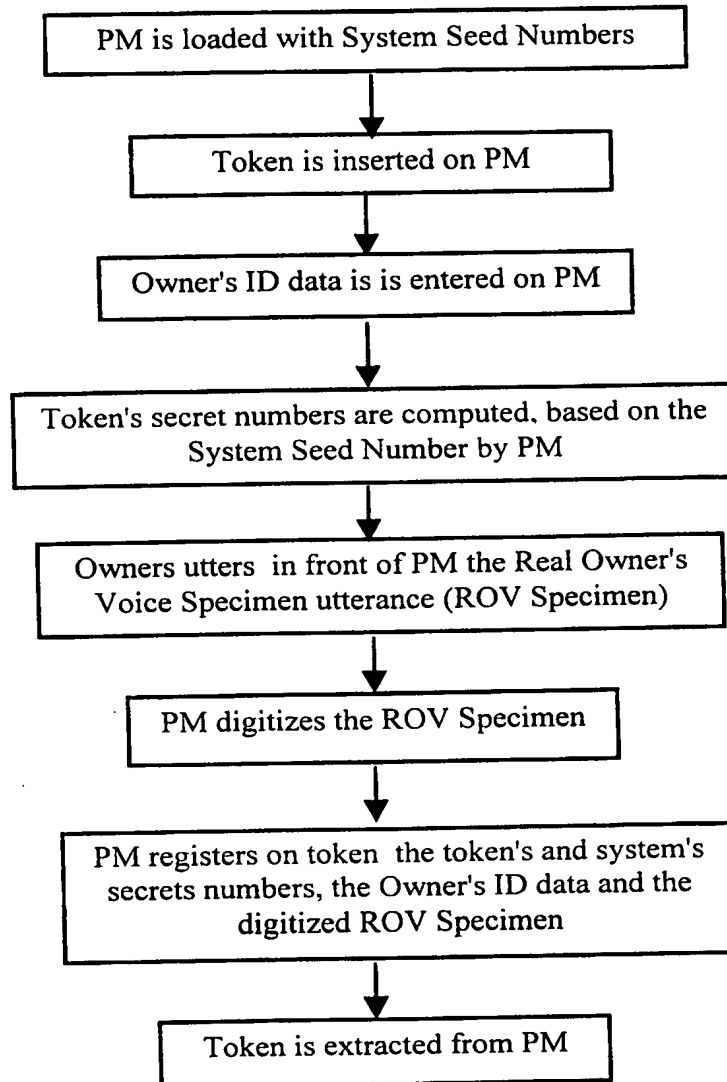 PM is loaded with System Seed Numbers
Token is inserted on PM
Owner's ID data is is entered on PM
Token's secret numbers are computed, based on the
System Seed Number by PM
Owners utters in front of PM the Real Owner's
Voice Specimen utterance (ROV Specimen)
PM digitizes the ROV Specimen
PM registers on token the token's and system's
secrets numbers, the Owner's ID data and the
digitized ROV Specimen
Token is extracted from PM